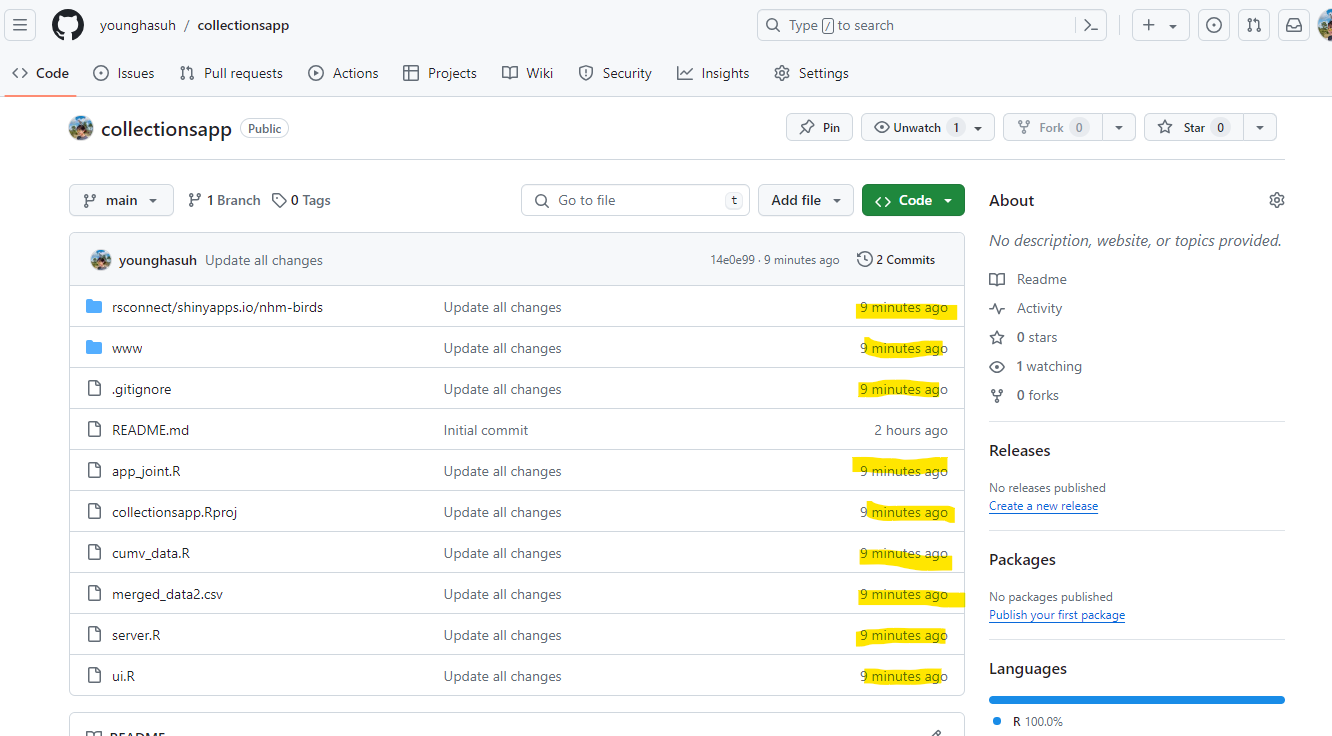 younghasuh / collectionsapp
Type / to search
Code
Issues
Pull requests
Actions
Projects
Wiki
Security
Insights
Settings
collectionsapp Public
Pin
Unwatch 1
Fork 0
Star 0
main
1 Branch
0 Tags
Go to file t
Add file
Code
younghasuh Update all changes 14e0e99 · 9 minutes ago 2 Commits
rsconnect/shinyapps.io/nhm-birds Update all changes 9 minutes ago
www Update all changes 9 minutes ago
.gitignore Update all changes 9 minutes ago
README.md Initial commit 2 hours ago
app_joint.R Update all changes 9 minutes ago
collectionsapp.Rproj Update all changes 9 minutes ago
cumv_data.R Update all changes 9 minutes ago
merged_data2.csv Update all changes 9 minutes ago
server.R Update all changes 9 minutes ago
ui.R Update all changes 9 minutes ago
README
About
No description, website, or topics provided.
Readme
Activity
0 stars
1 watching
0 forks
Releases
No releases published
Create a new release
Packages
No packages published
Publish your first package
Languages
R 100.0%